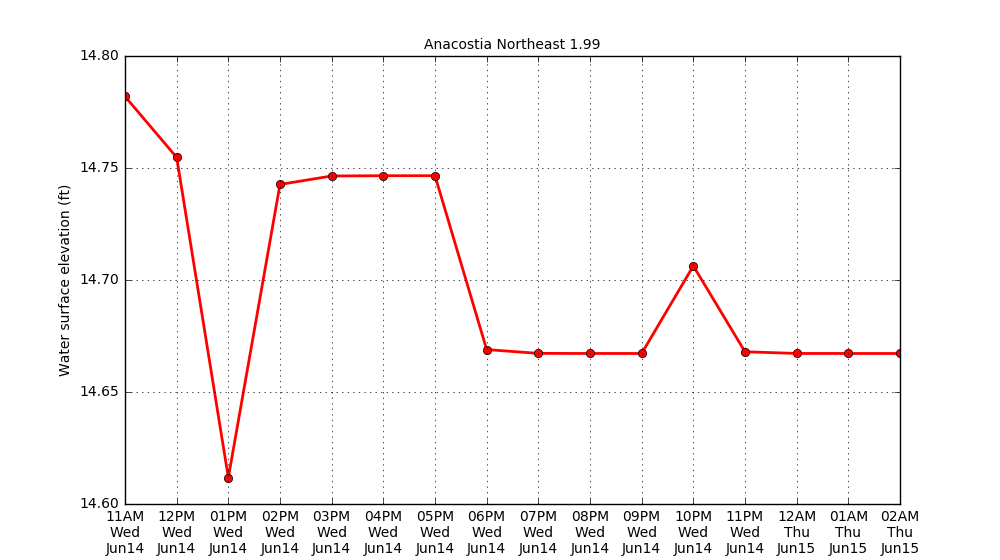 Anacostia Northeast 1.99
14.80
14.75
14.70
14.65
14.60
Water surface elevation (ft)
11AM 12PM 01PM 02PM 03PM 04PM 05PM 06PM 07PM 08PM 09PM 10PM 11PM 12AM 01AM 02AM
Wed Wed Wed Wed Wed Wed Wed Wed Wed Wed Wed Wed Wed Thu Thu Thu
Jun14 Jun14 Jun14 Jun14 Jun14 Jun14 Jun14 Jun14 Jun14 Jun14 Jun14 Jun14 Jun14 Jun15 Jun15 Jun15